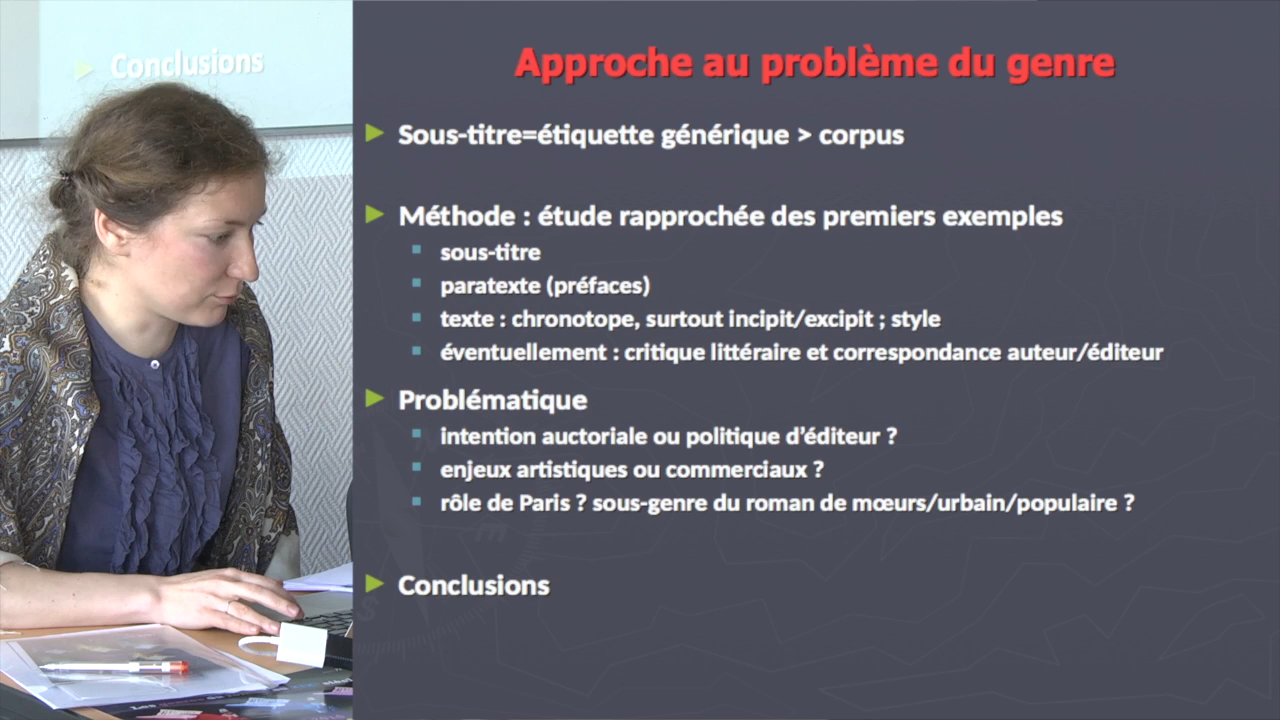 Conclusions
Approche au problème du genre
Sous-titre=étiquette générique > corpus
Méthode : étude rapprochée des premiers exemples
sous-titre
paratexte (préfaces)
texte : chronotope, surtout incipit/excipit ; style
éventuellement : critique littéraire et correspondance auteur/éditeur
Problématique
intention auctoriale ou politique d’éditeur ?
enjeux artistiques ou commerciaux ?
rôle de Paris ? sous-genre du roman de mœurs/urbain/populaire ?
Conclusions
Les